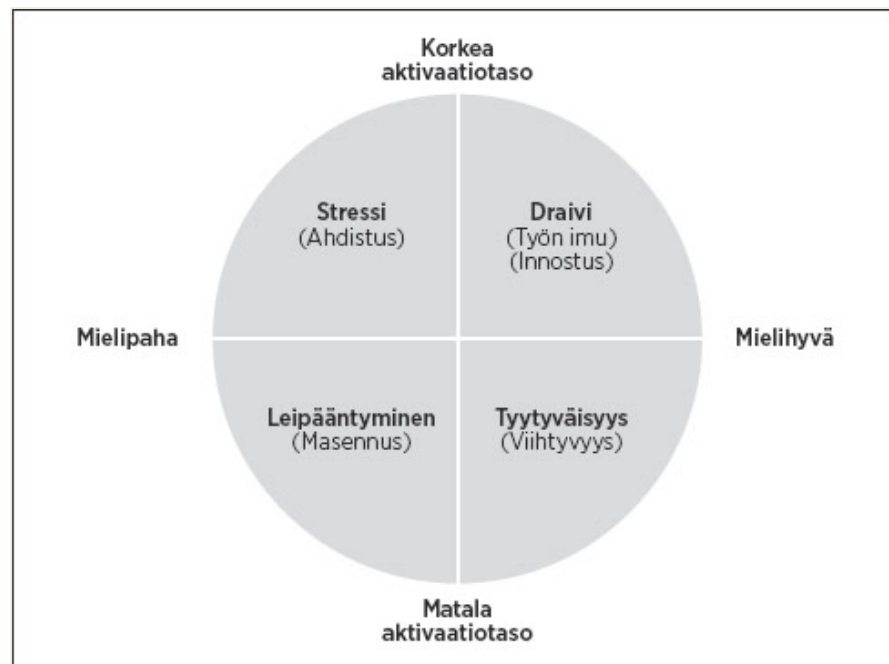 Korkea
aktivaatiotaso
Stressi
(Ahdistus)
Draivi
(Työn imu)
(Innostus)
Mielipaha
Mielihyvä
Leipääntyminen
(Masennus)
Tyytyväisyys
(Viihtyvyys)
Matala
aktivaatiotaso